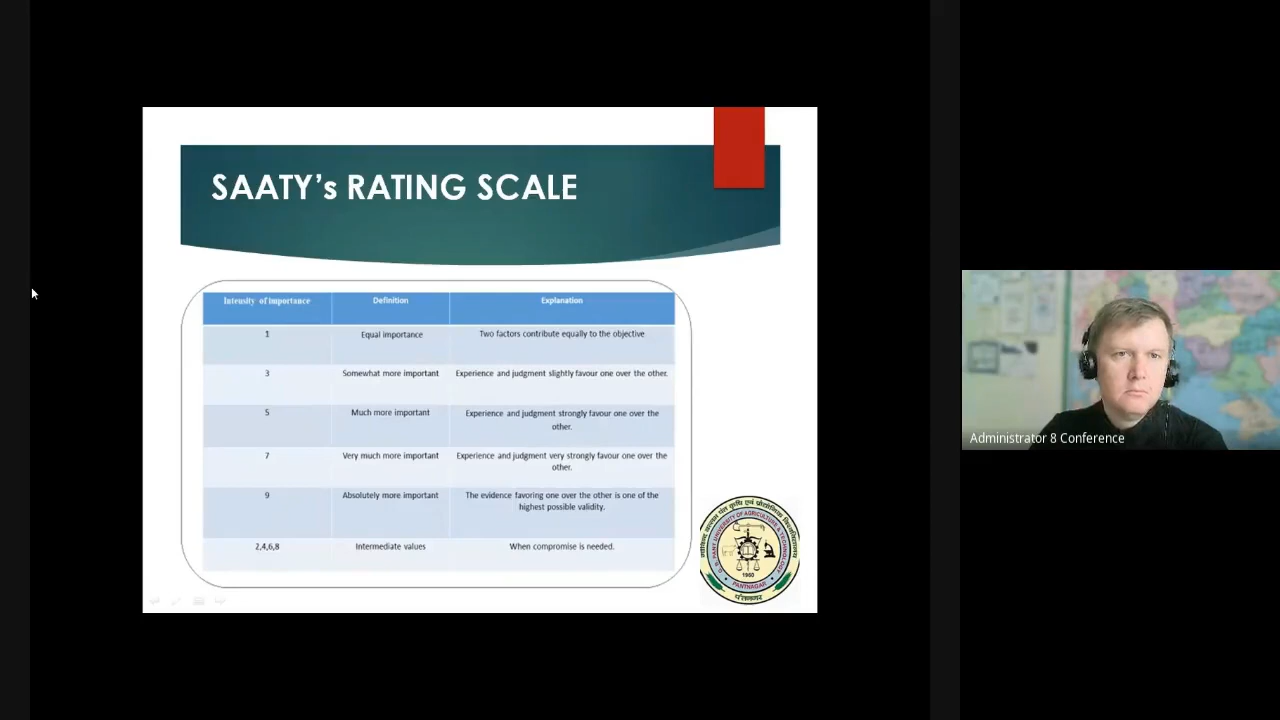 SAATY's RATING SCALE
Intensity of Importance Definition Explanation
1 Equal importance Two factors contribute equally to the objective
3 Somewhat more important Experience and judgment slightly favour one over the other.
5 Much more important Experience and judgment strongly favour one over the
other.
7 Very much more important Experience and judgment very strongly favour one over the
other.
9 Absolutely more important The evidence favoring one over the other is one of the
highest possible validity.
2,4,6,8 Intermediate values When compromise is needed.
1960
PANTNAGAR
पंतनगर
Administrator 8 Conference